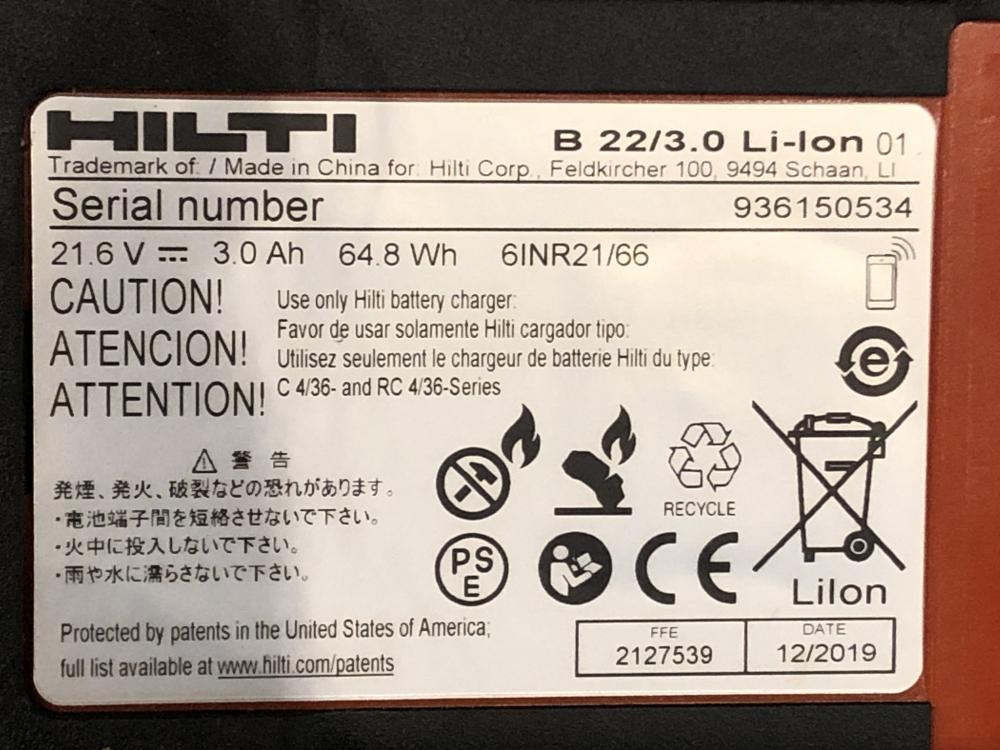 HILTI
B 22/3.0 Li-Ion 01
Trademark of: / Made in China for: Hilti Corp., Feldkircher 100, 9494 Schaan, LI
Serial number 936150534
21.6 V 3.0 Ah 64.8 Wh 6INR21/66
CAUTION!
ATENCION!
ATTENTION!
Use only Hilti battery charger:
Favor de usar solamente Hilti cargador tipo:
Utilisez seulement le chargeur de batterie Hilti du type:
C 4/36- and RC 4/36-Series
e
⚠ 警 告
発煙、発火、破裂などの恐れがあります。
・電池端子間を短絡させないで下さい。
・火中に投入しないで下さい。
・雨や水に濡らさないで下さい。
RECYCLE
PS
E
CE
LiIon
Protected by patents in the United States of America;
full list available at www.hilti.com/patents
FFE
2127539
DATE
12/2019